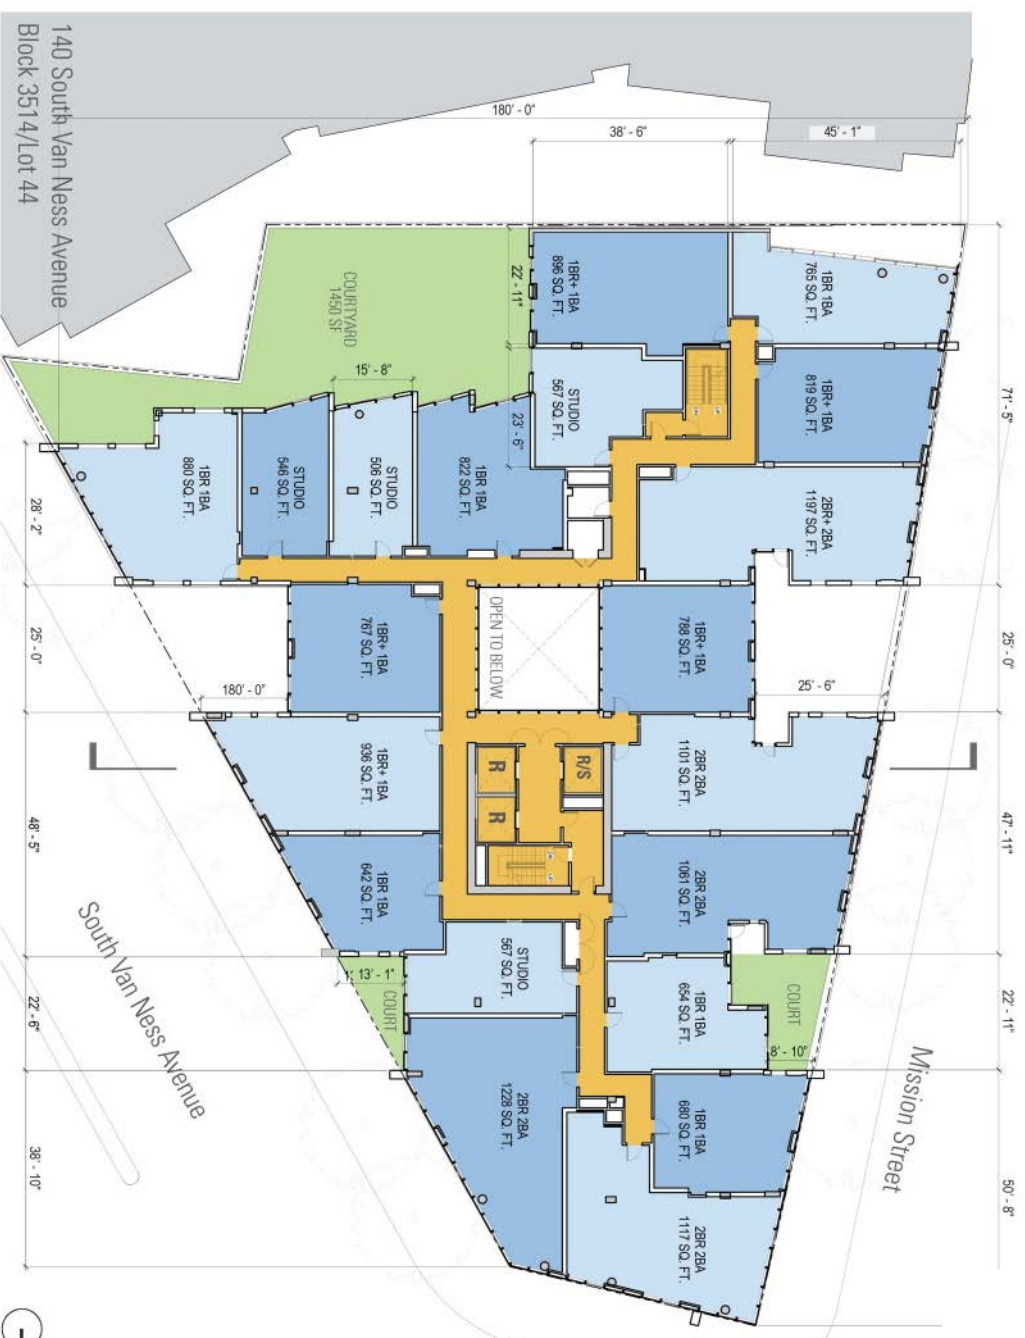 140 South Van Ness Avenue
Block 3514/Lot 44
180' - 0"
38' - 6"
45' - 1"
COURTYARD
1450 SF
22' - 11"
1BR+ 1BA
896 SQ. FT.
1BR 1BA
765 SQ. FT.
71' - 5"
15' - 8"
STUDIO
567 SQ. FT.
23' - 6"
1BR+ 1BA
819 SQ. FT.
1BR 1BA
880 SQ. FT.
STUDIO
546 SQ. FT.
STUDIO
506 SQ. FT.
1BR 1BA
822 SQ. FT.
2BR+ 2BA
1197 SQ. FT.
28' - 2"
25' - 0"
1BR+ 1BA
767 SQ. FT.
OPEN TO BELOW
1BR+ 1BA
788 SQ. FT.
25' - 0"
180' - 0"
25' - 6"
1BR+ 1BA
936 SQ. FT.
R
R/S
R
2BR 2BA
1101 SQ. FT.
48' - 5"
47' - 11"
1BR 1BA
642 SQ. FT.
2BR 2BA
1061 SQ. FT.
South Van Ness Avenue
13' - 1"
COURT
STUDIO
567 SQ. FT.
1BR 1BA
654 SQ. FT.
COURT
8' - 10"
22' - 6"
22' - 11"
Mission Street
2BR 2BA
1228 SQ. FT.
1BR 1BA
680 SQ. FT.
38' - 10"
50' - 8"
2BR 2BA
1117 SQ. FT.